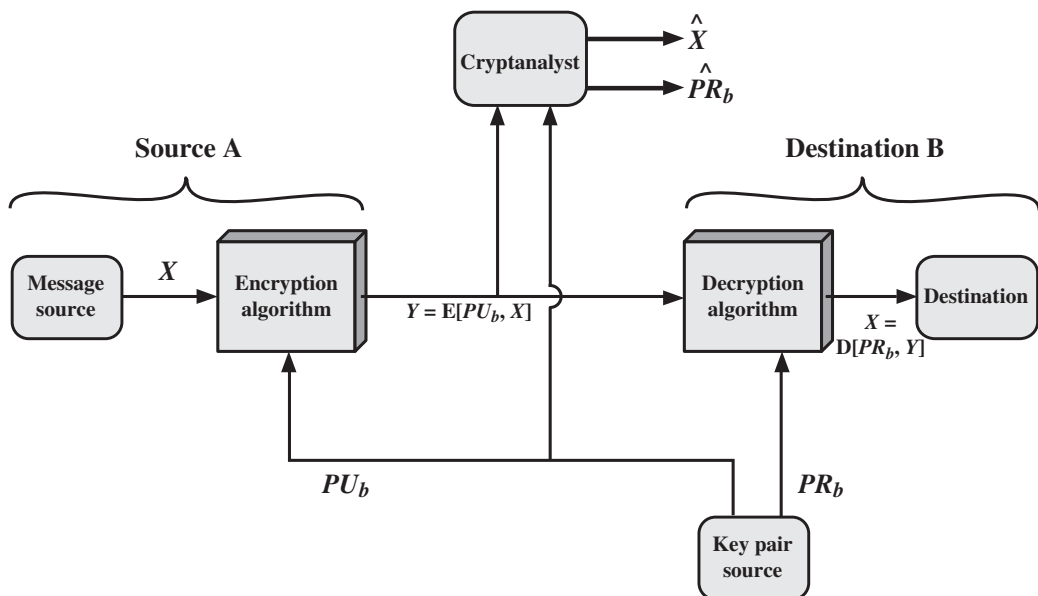 Cryptanalyst
X̂
P̂R_b
Source A
Destination B
Message
source
X
Encryption
algorithm
Y = E[PU_b, X]
Decryption
algorithm
X =
D[PR_b, Y]
Destination
PU_b
PR_b
Key pair
source